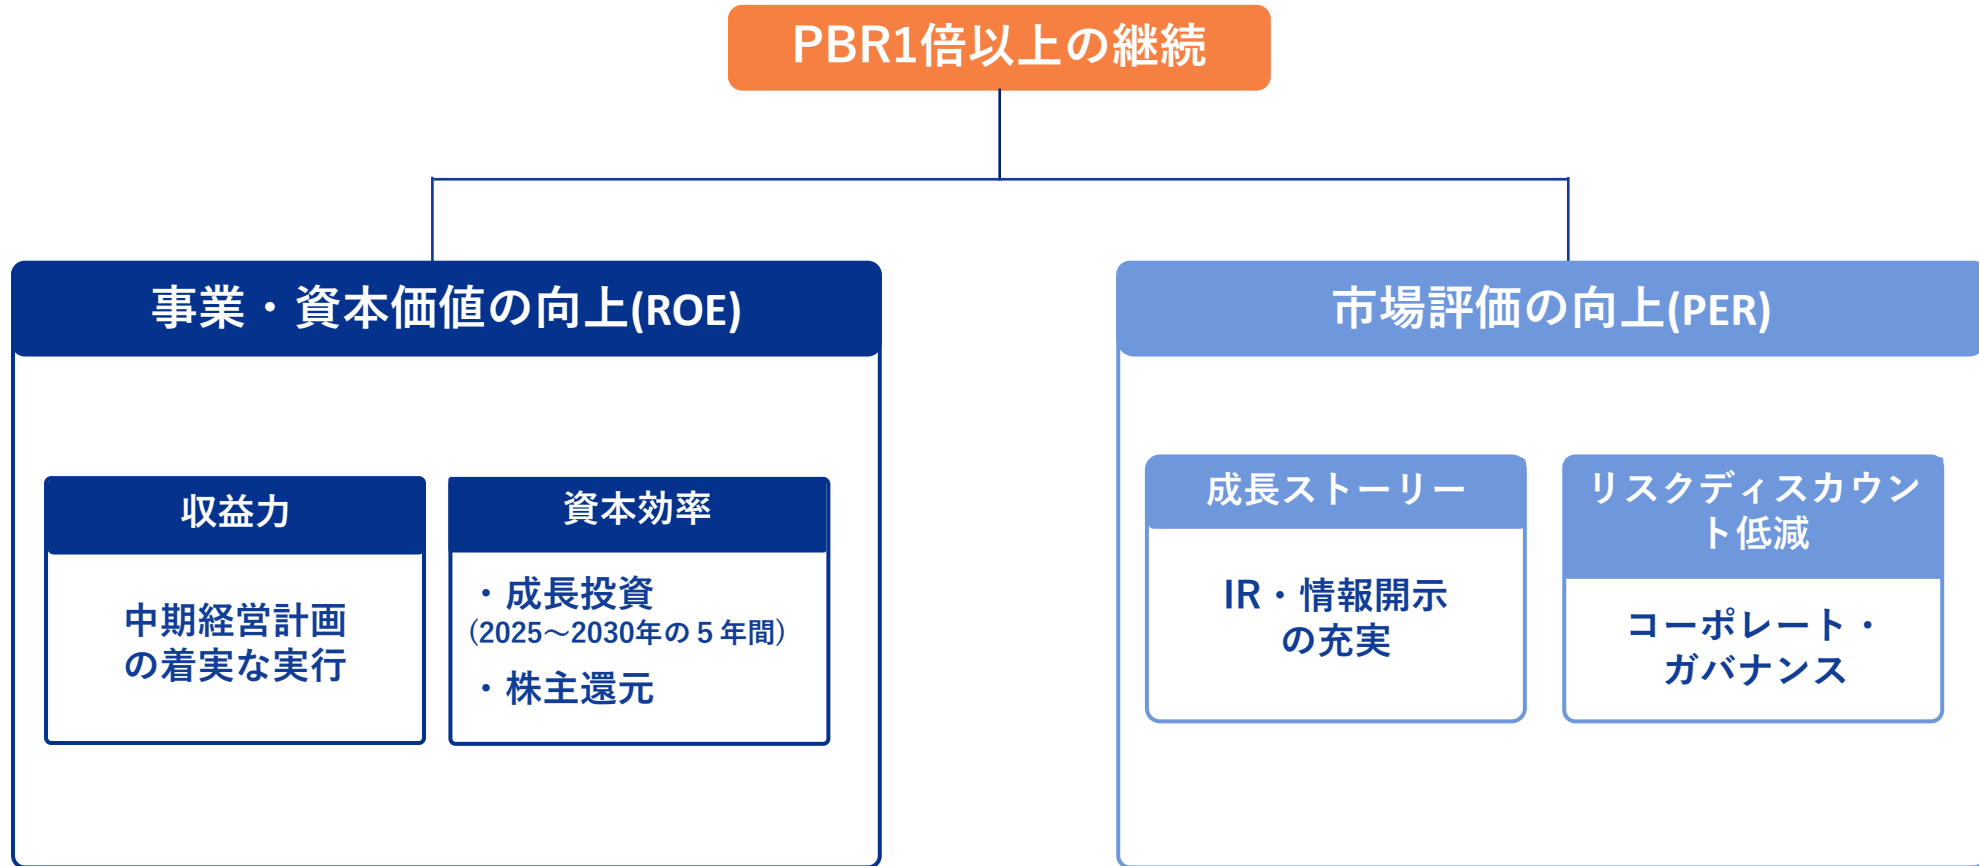 PBR1倍以上の継続
事業・資本価値の向上(ROE)
収益力
中期経営計画
の着実な実行
資本効率
・成長投資
(2025～2030年の５年間)
・株主還元
市場評価の向上(PER)
成長ストーリー
IR・情報開示
の充実
リスクディスカウン
ト低減
コーポレート・
ガバナンス